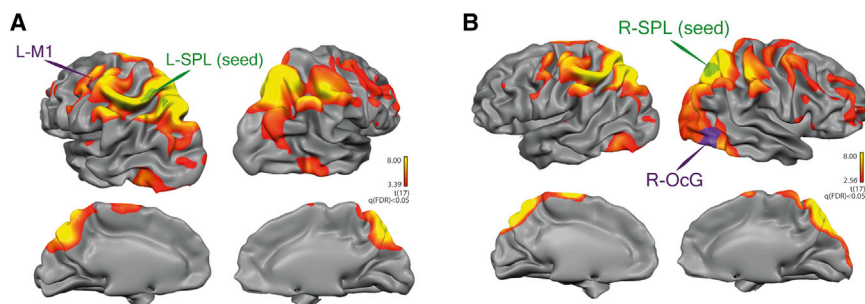 A
L-M1
L-SPL (seed)
8.00
3.39
t(17)
q(FDR)<0.05
B
R-SPL (seed)
R-OcG
8.00
2.56
t(17)
q(FDR)<0.05